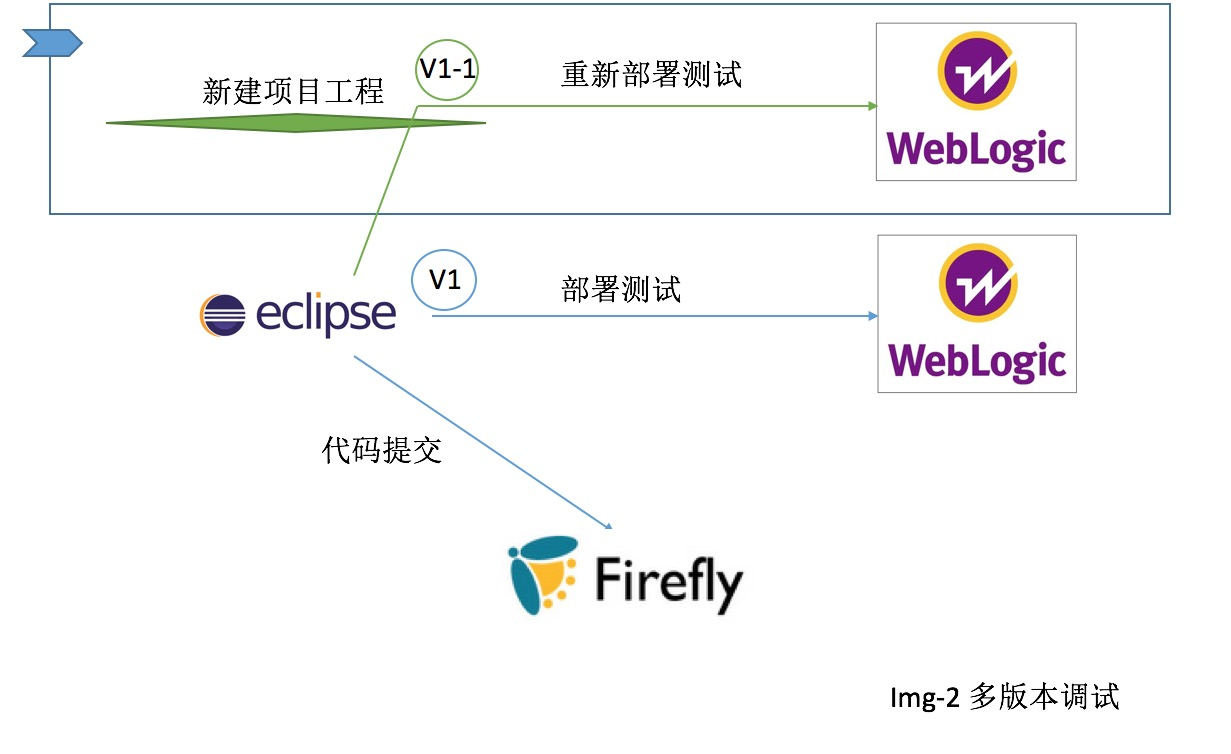 V1-1
新建项目工程
重新部署测试
WebLogic
V1
部署测试
eclipse
WebLogic
代码提交
Firefly
Img-2 多版本调试